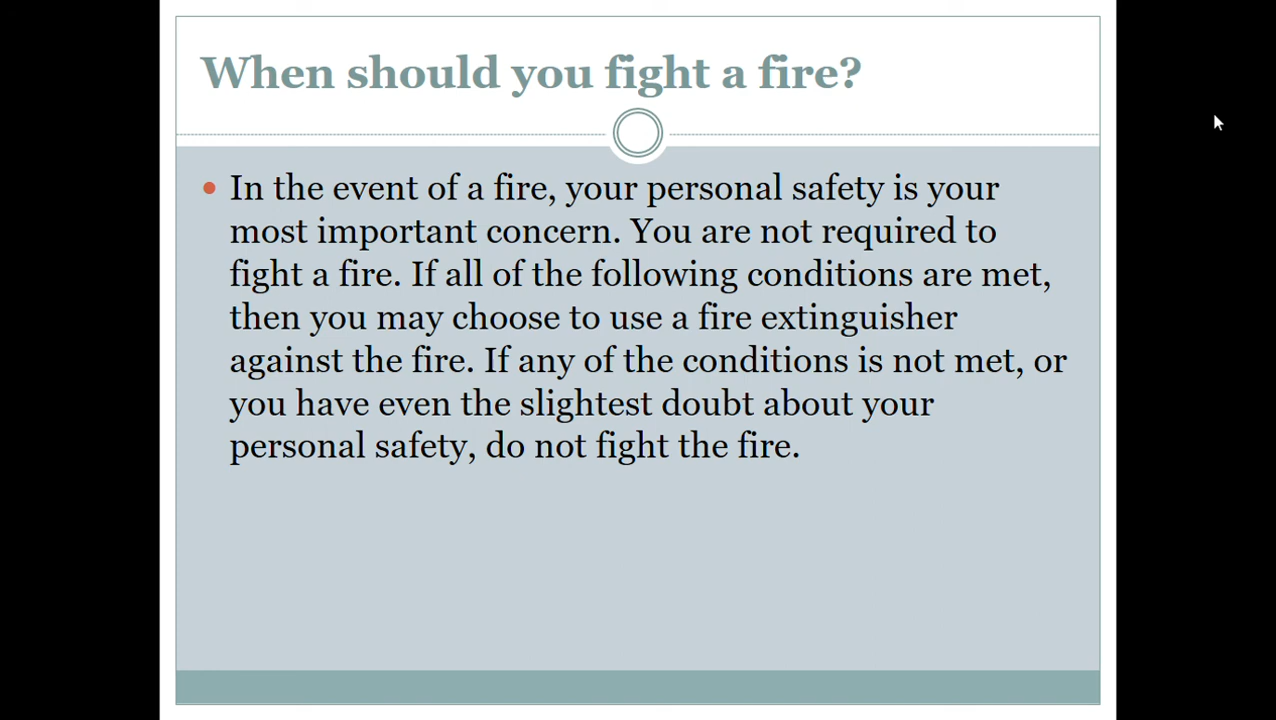 When should you fight a fire?
In the event of a fire, your personal safety is your
most important concern. You are not required to
fight a fire. If all of the following conditions are met,
then you may choose to use a fire extinguisher
against the fire. If any of the conditions is not met, or
you have even the slightest doubt about your
personal safety, do not fight the fire.